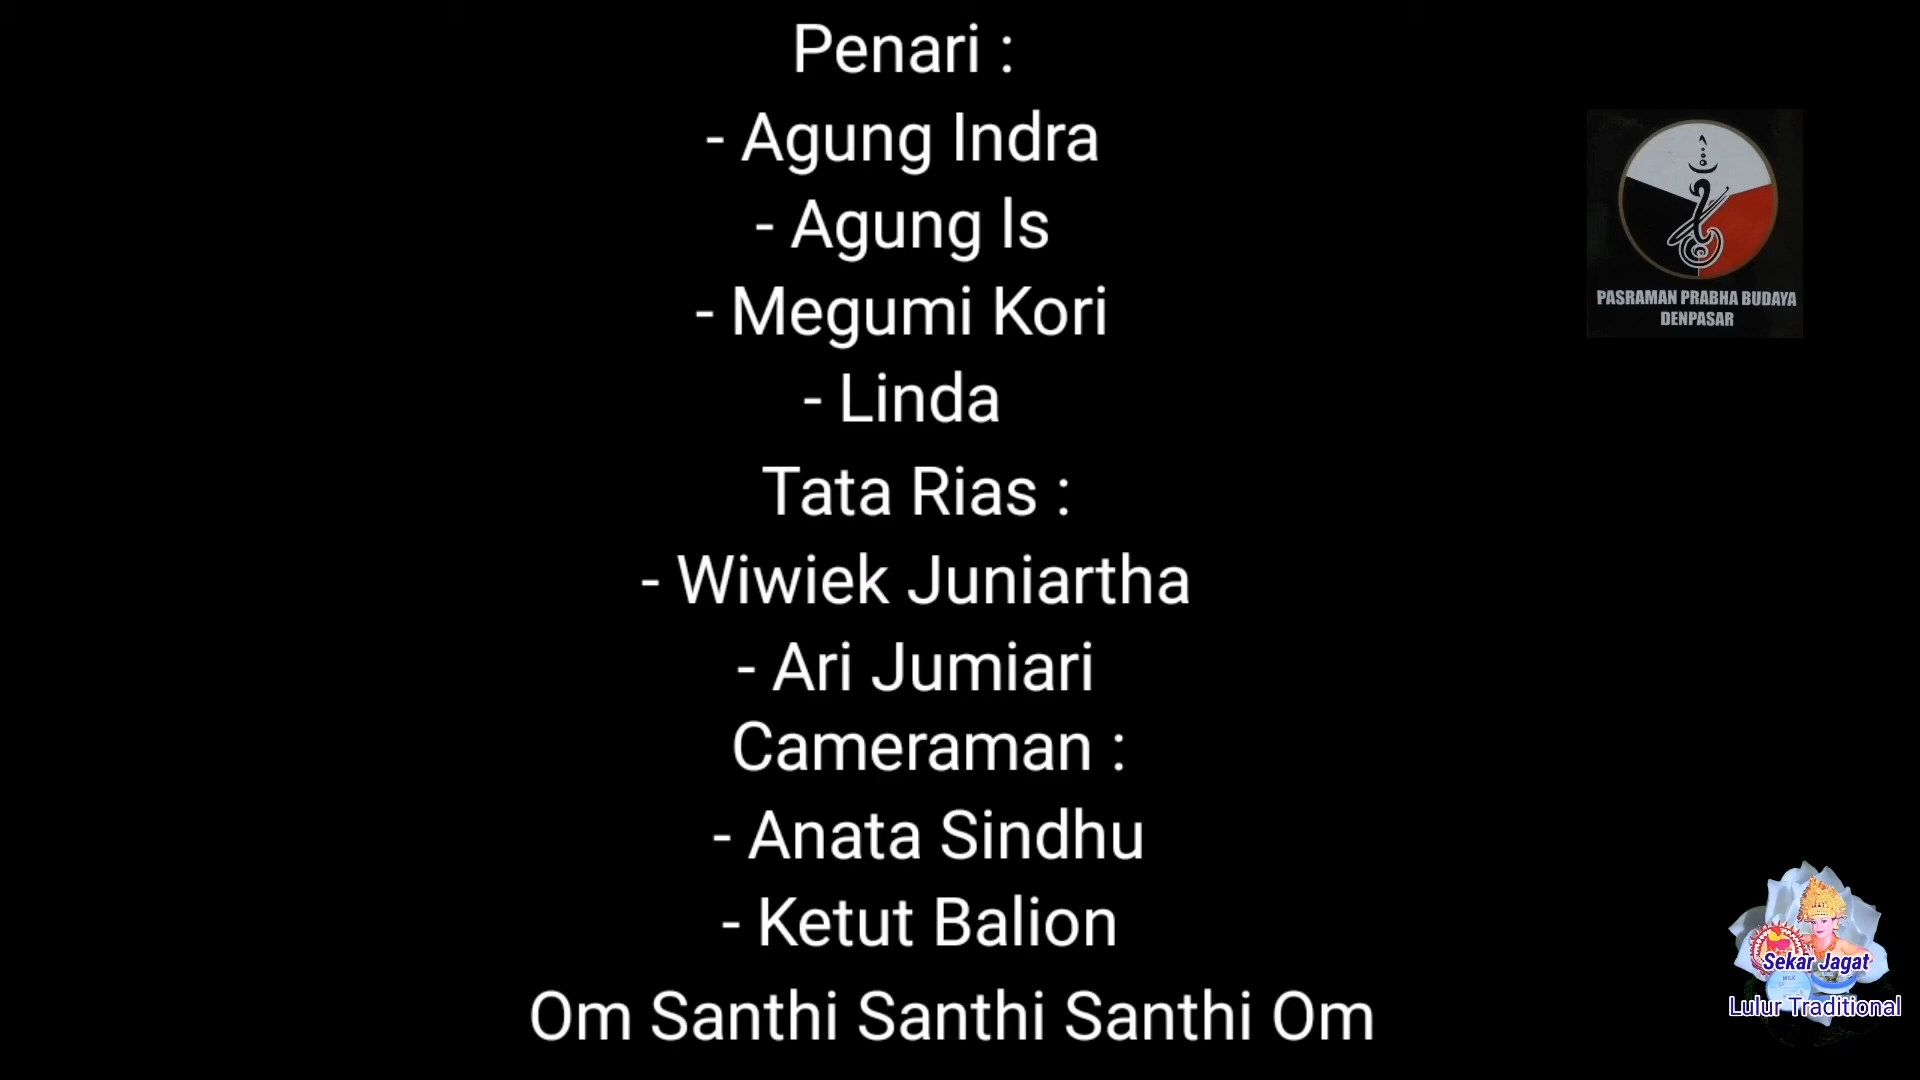 Penari :
- Agung Indra
- Agung Is
- Megumi Kori
- Linda
Tata Rias :
- Wiwiek Juniartha
- Ari Jumiari
Cameraman :
- Anata Sindhu
- Ketut Balion
Om Santhi Santhi Santhi Om
PASRAMAN PRABHA BUDAYA
DENPASAR
Sekar Jagat
Lulur Traditional